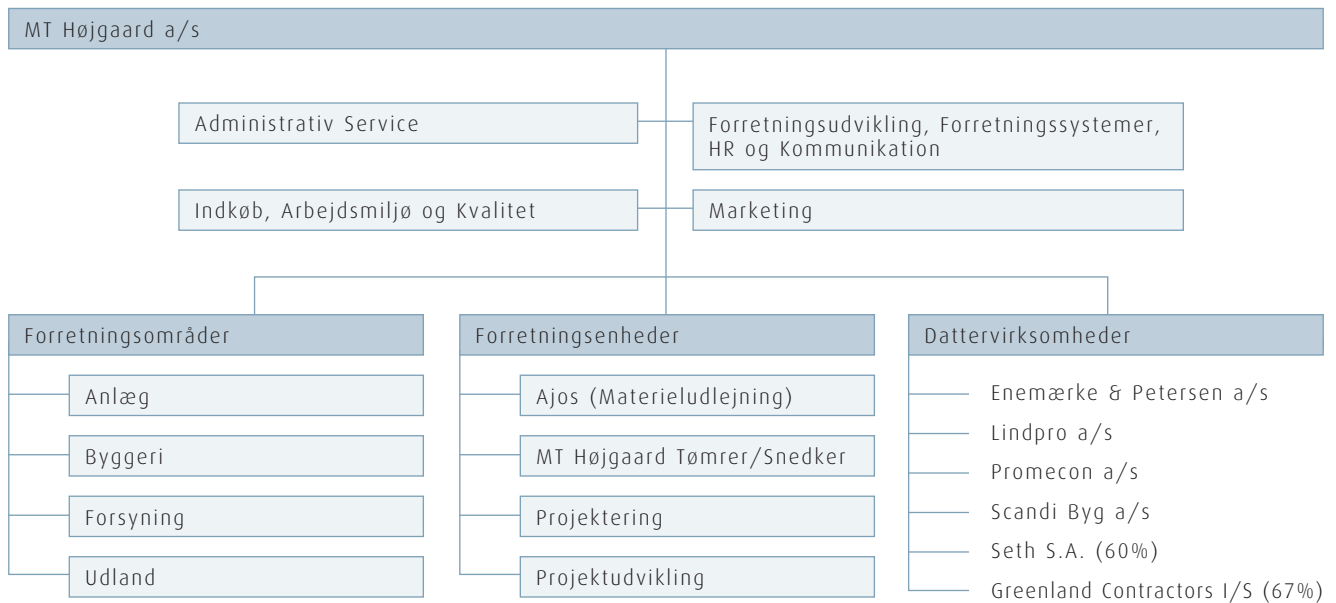 MT Højgaard a/s
Administrativ Service
Forretningsudvikling, Forretningssystemer,
HR og Kommunikation
Indkøb, Arbejdsmiljø og Kvalitet
Marketing
Forretningsområder
Anlæg
Byggeri
Forsyning
Udland
Forretningsenheder
Ajos (Materieludlejning)
MT Højgaard Tømrer/Snedker
Projektering
Projektudvikling
Dattervirksomheder
Enemærke & Petersen a/s
Lindpro a/s
Promecon a/s
Scandi Byg a/s
Seth S.A. (60%)
Greenland Contractors I/S (67%)